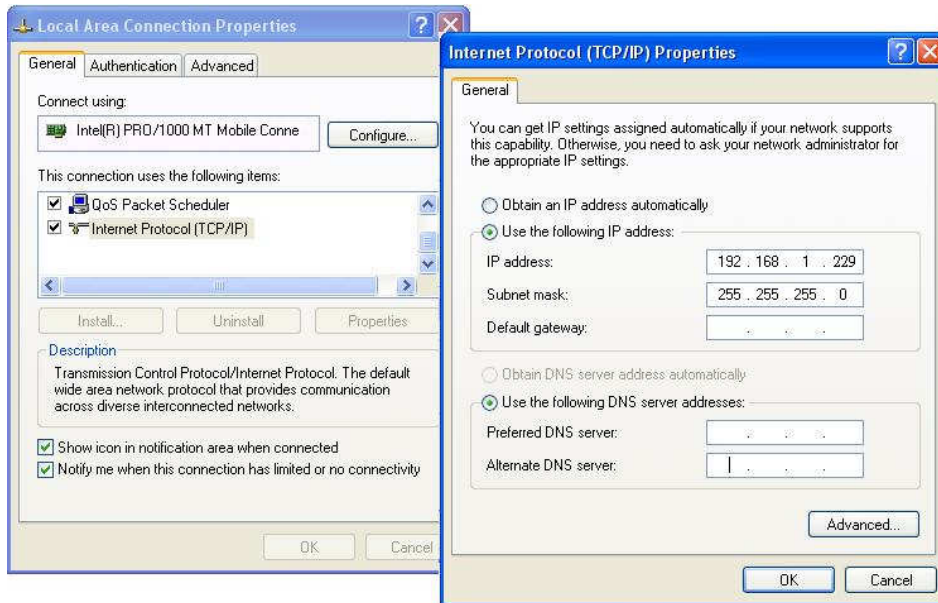 Local Area Connection Properties
General
Authentication
Advanced
Connect using:
Intel(R) PRO/1000 MT Mobile Conne
Configure...
This connection uses the following items:
QoS Packet Scheduler
Internet Protocol (TCP/IP)
Install...
Uninstall
Properties
Description
Transmission Control Protocol/Internet Protocol. The default
wide area network protocol that provides communication
across diverse interconnected networks.
Show icon in notification area when connected
Notify me when this connection has limited or no connectivity
OK
Cancel
Internet Protocol (TCP/IP) Properties
General
You can get IP settings assigned automatically if your network supports
this capability. Otherwise, you need to ask your network administrator for
the appropriate IP settings.
Obtain an IP address automatically
Use the following IP address:
IP address: 192 . 168 . 1 . 229
Subnet mask: 255 . 255 . 255 . 0
Default gateway: . . .
Obtain DNS server address automatically
Use the following DNS server addresses:
Preferred DNS server: . . .
Alternate DNS server: . . .
Advanced...
OK
Cancel